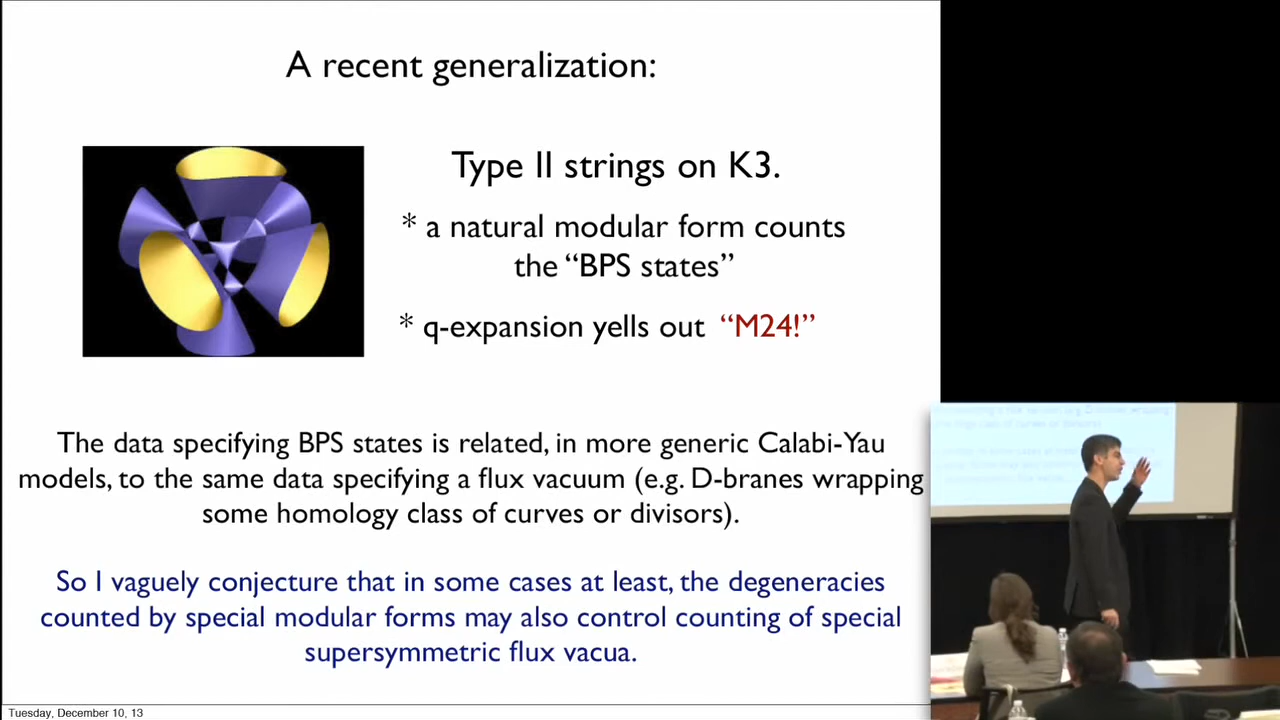 A recent generalization:
Type II strings on K3.
* a natural modular form counts
the “BPS states”
* q-expansion yells out “M24!”
The data specifying BPS states is related, in more generic Calabi-Yau
models, to the same data specifying a flux vacuum (e.g. D-branes wrapping
some homology class of curves or divisors).
So I vaguely conjecture that in some cases at least, the degeneracies
counted by special modular forms may also control counting of special
supersymmetric flux vacua.
Tuesday, December 10, 13